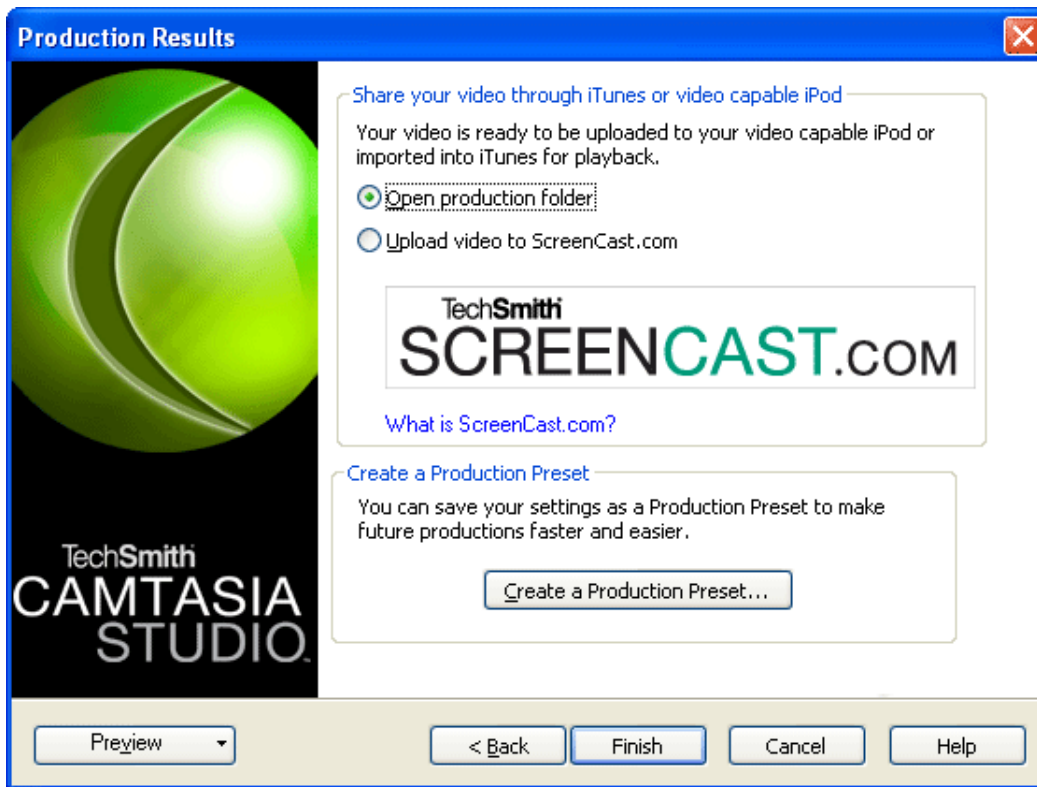 Production Results
Share your video through iTunes or video capable iPod
Your video is ready to be uploaded to your video capable iPod or
imported into iTunes for playback.
Open production folder
Upload video to ScreenCast.com
TechSmith
SCREENCAST.COM
What is ScreenCast.com?
Create a Production Preset
You can save your settings as a Production Preset to make
future productions faster and easier.
Create a Production Preset...
TechSmith
CAMTASIA
STUDIO™
Preview
< Back
Finish
Cancel
Help